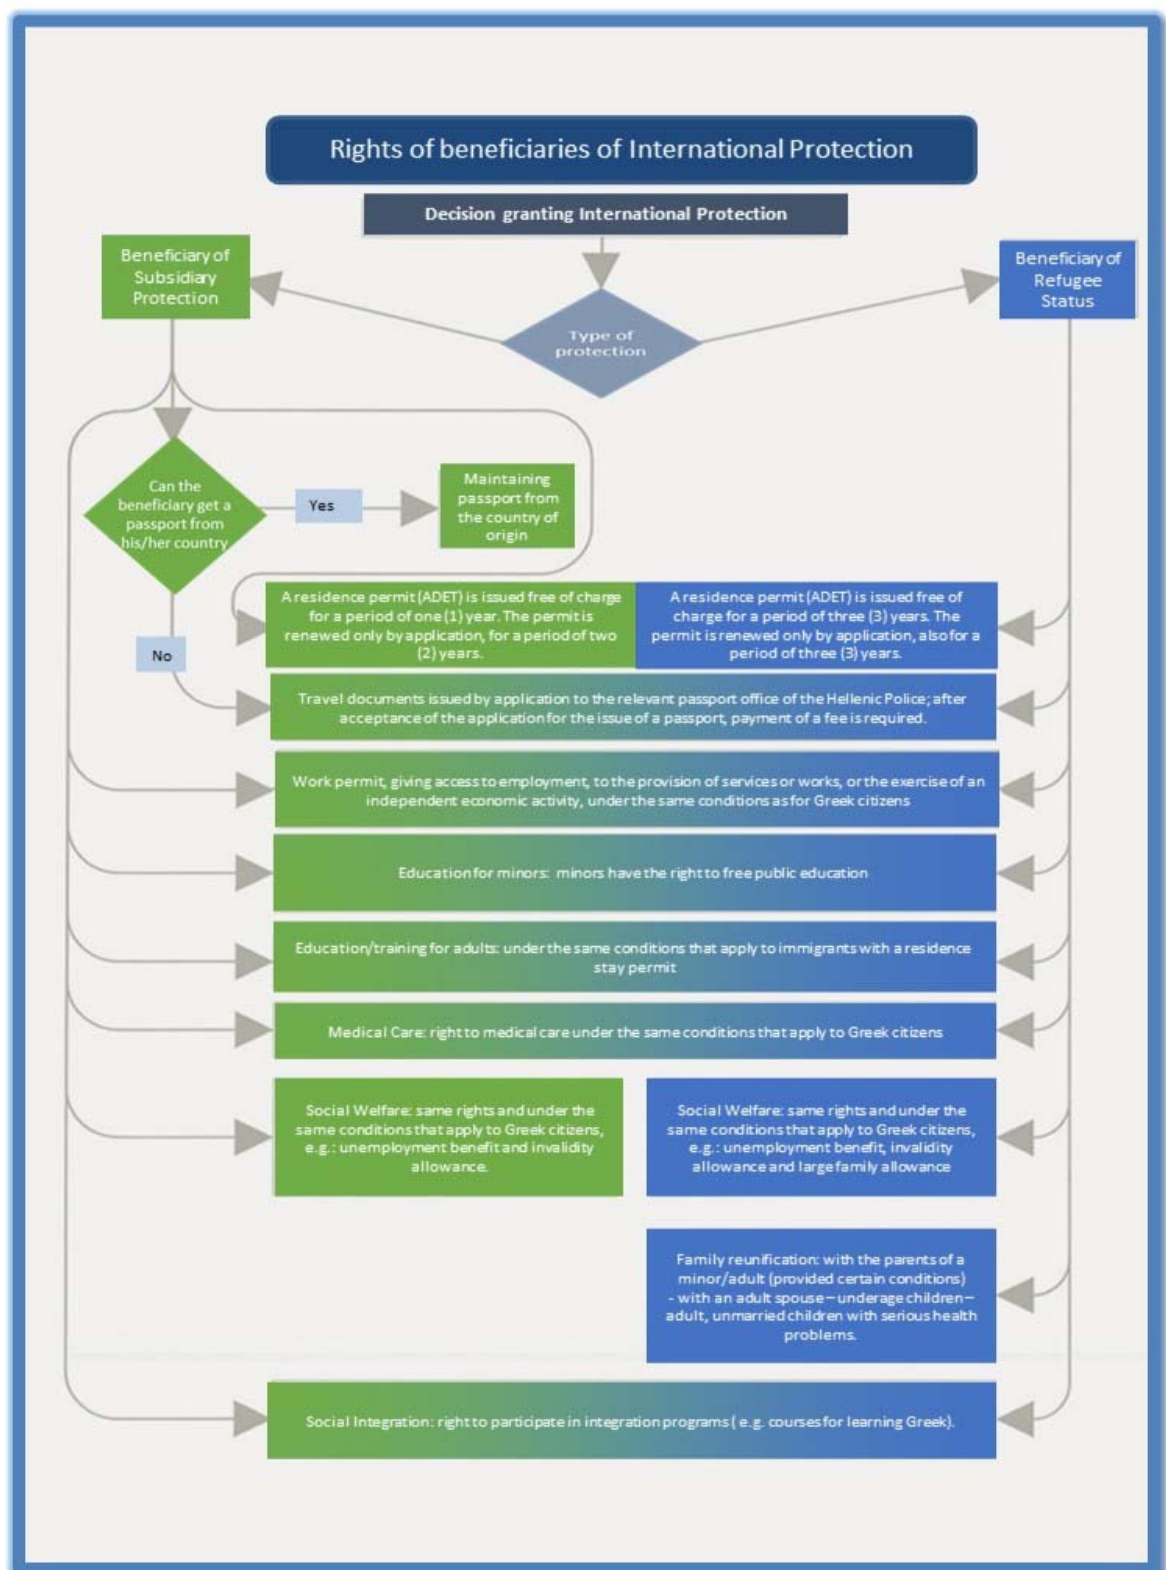 Rights of beneficiaries of International Protection
Decision granting International Protection
Beneficiary of
Subsidiary
Protection
Beneficiary of
Refugee
Status
Type of
protection
Can the
beneficiary get a
passport from
his/her country
Yes
Maintaining
passport from
the country of
origin
No
A residence permit (ADET) is issued free of charge
for a period of one (1) year. The permit is
renewed only by application, for a period of two
(2) years.
A residence permit (ADET) is issued free of
charge for a period of three (3) years. The
permit is renewed only by application, also for a
period of three (3) years.
Travel documents issued by application to the relevant passport office of the Hellenic Police; after
acceptance of the application for the issue of a passport, payment of a fee is required.
Work permit, giving access to employment, to the provision of services or works, or the exercise of an
independent economic activity, under the same conditions as for Greek citizens
Education for minors: minors have the right to free public education
Education/training for adults: under the same conditions that apply to immigrants with a residence
stay permit
Medical Care: right to medical care under the same conditions that apply to Greek citizens
Social Welfare: same rights and under the
same conditions that apply to Greek citizens,
e.g.: unemployment benefit and invalidity
allowance.
Social Welfare: same rights and under the
same conditions that apply to Greek citizens,
e.g.: unemployment benefit, invalidity
allowance and large family allowance
Family reunification: with the parents of a
minor/adult (provided certain conditions)
- with an adult spouse – underage children –
adult, unmarried children with serious health
problems.
Social Integration: right to participate in integration programs ( e.g. courses for learning Greek).